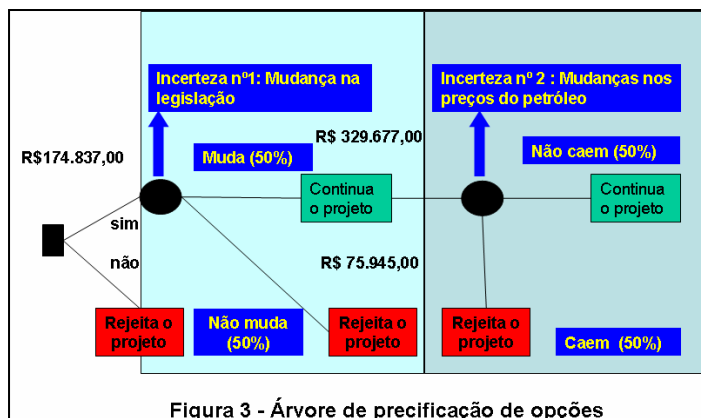 Incerteza nº1: Mudança na
legislação
Incerteza nº 2 : Mudanças nos
preços do petróleo
R$174.837,00
Muda (50%)
R$ 329.677,00
Não caem (50%)
Continua
o projeto
Continua
o projeto
sim
não
R$ 75.945,00
Rejeita o
projeto
Não muda
(50%)
Rejeita o
projeto
Rejeita o
projeto
Caem (50%)
Figura 3 - Árvore de precificação de opções